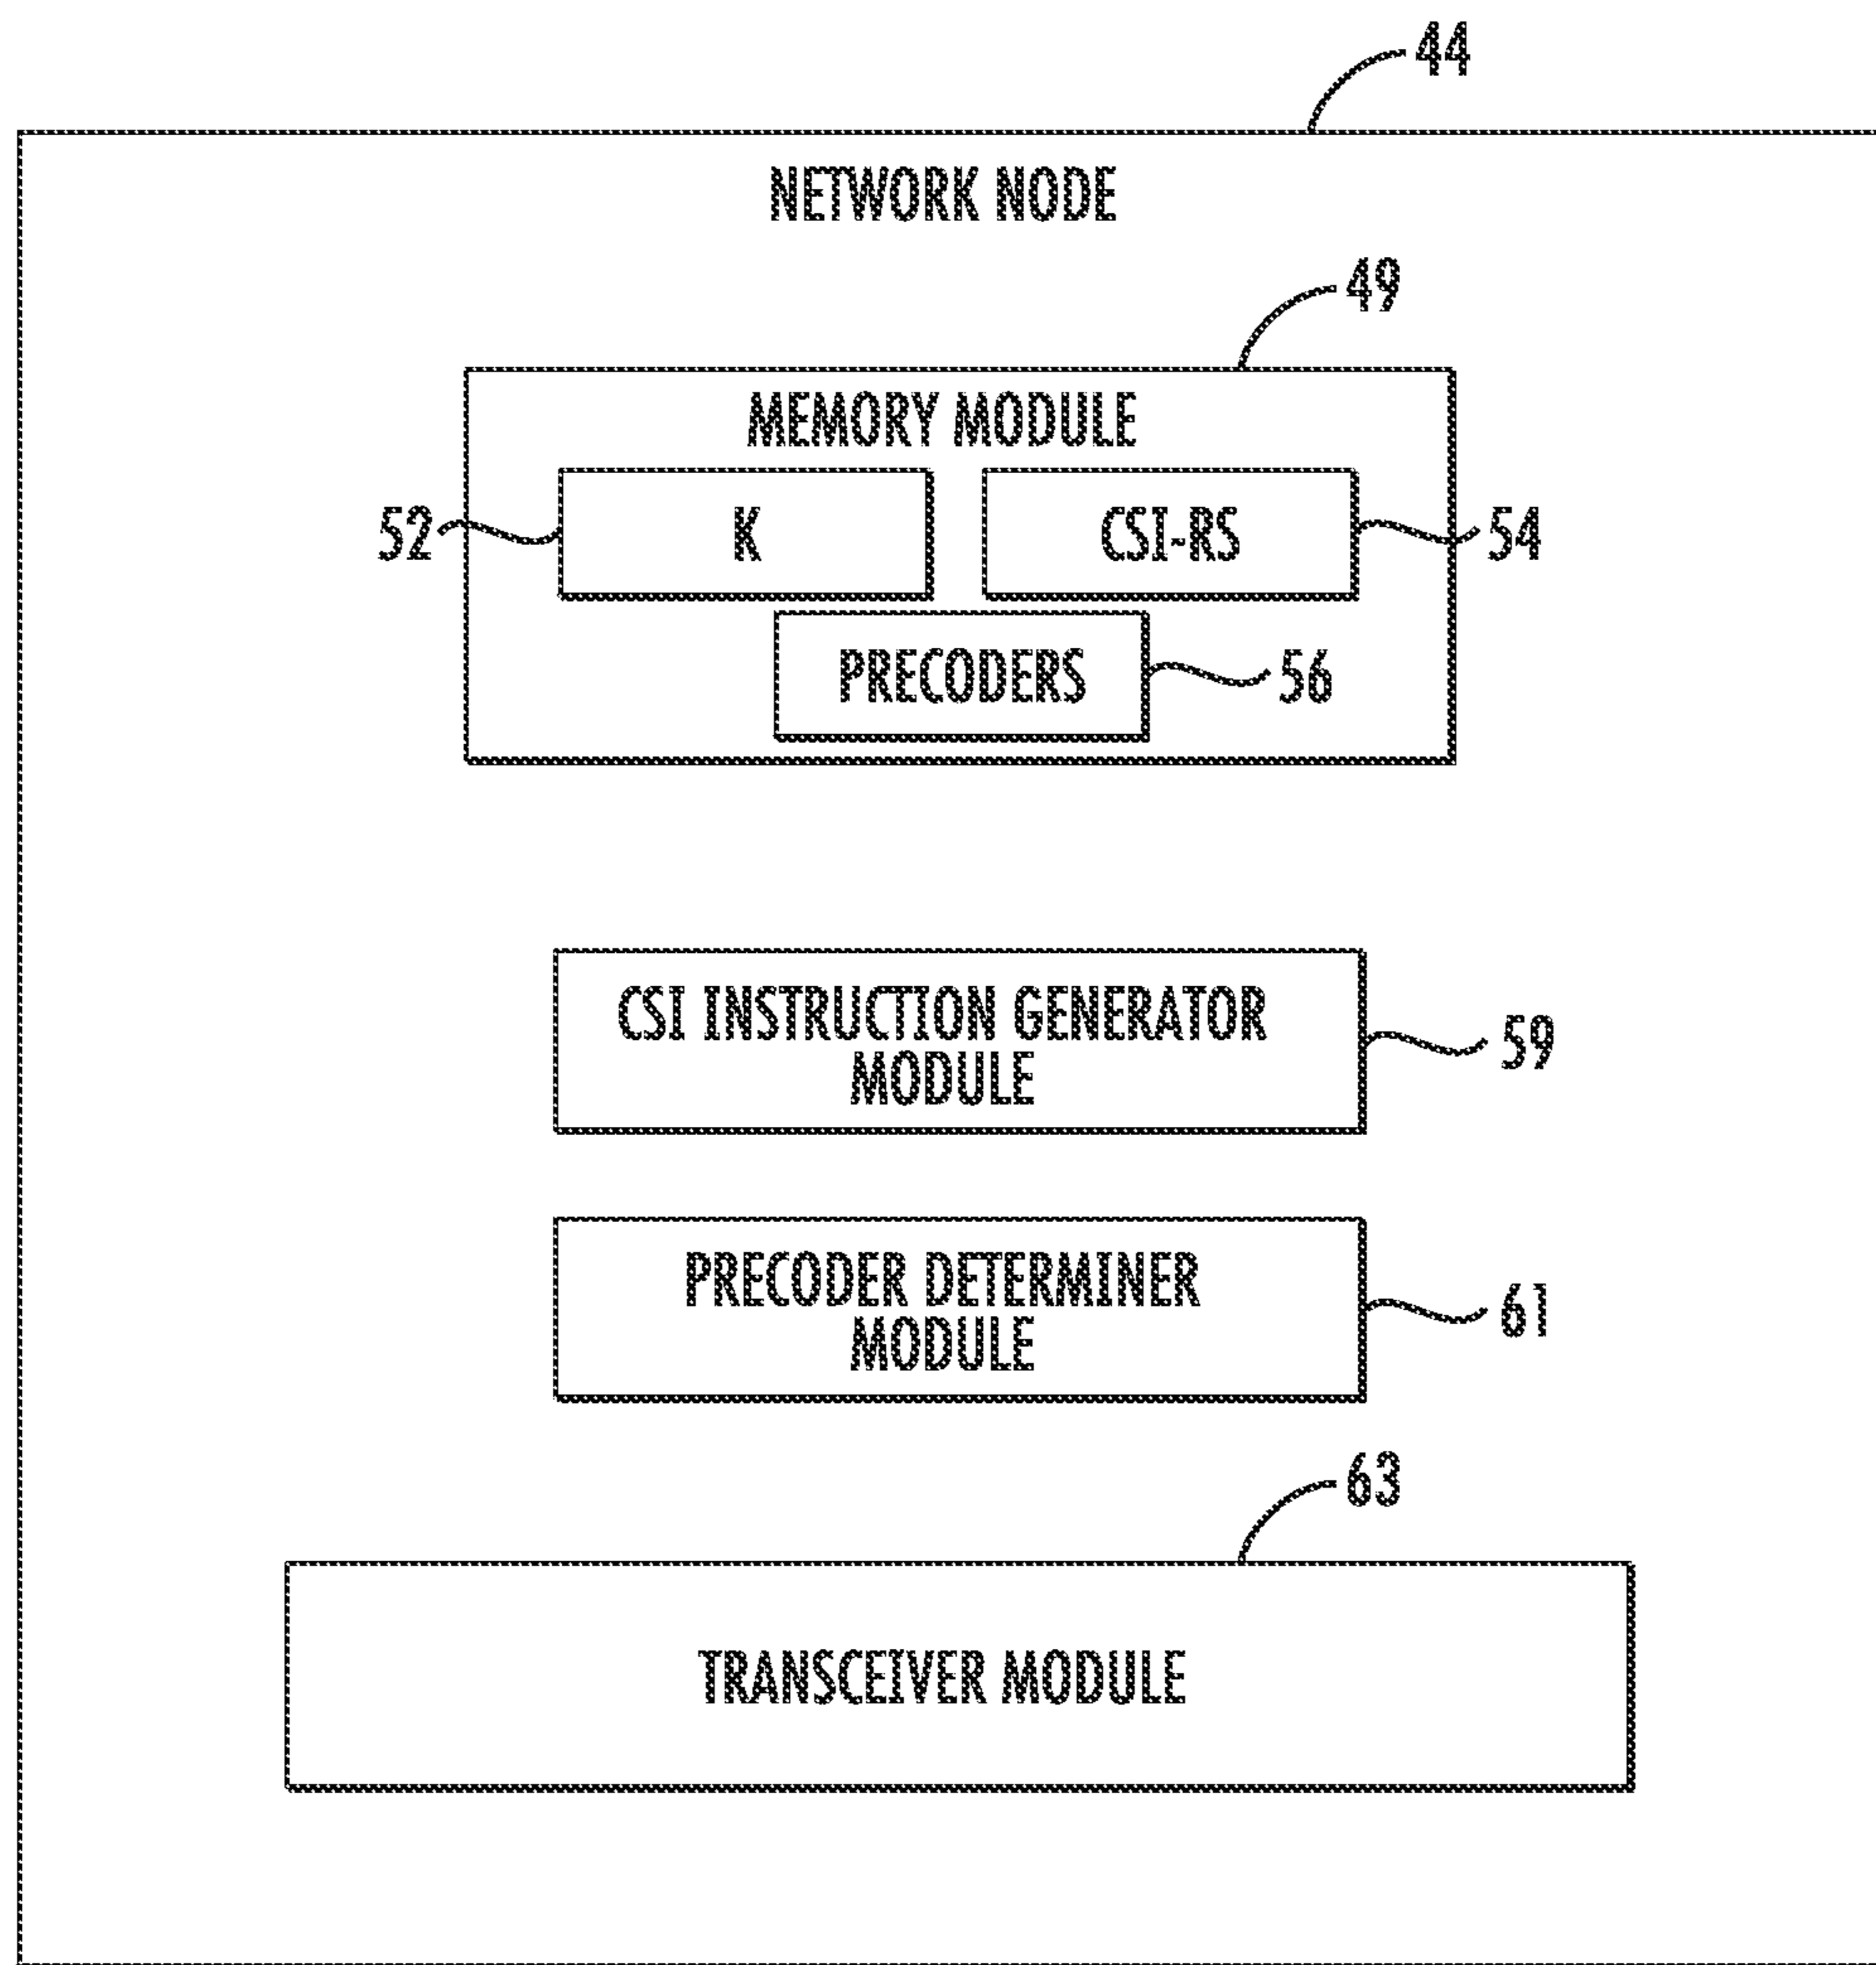 44
NETWORK NODE
49
MEMORY MODULE
52
K
CSI-RS
54
PRECODERS
56
CSI INSTRUCTION GENERATOR
MODULE
59
PRECODER DETERMINER
MODULE
61
63
TRANSCEIVER MODULE